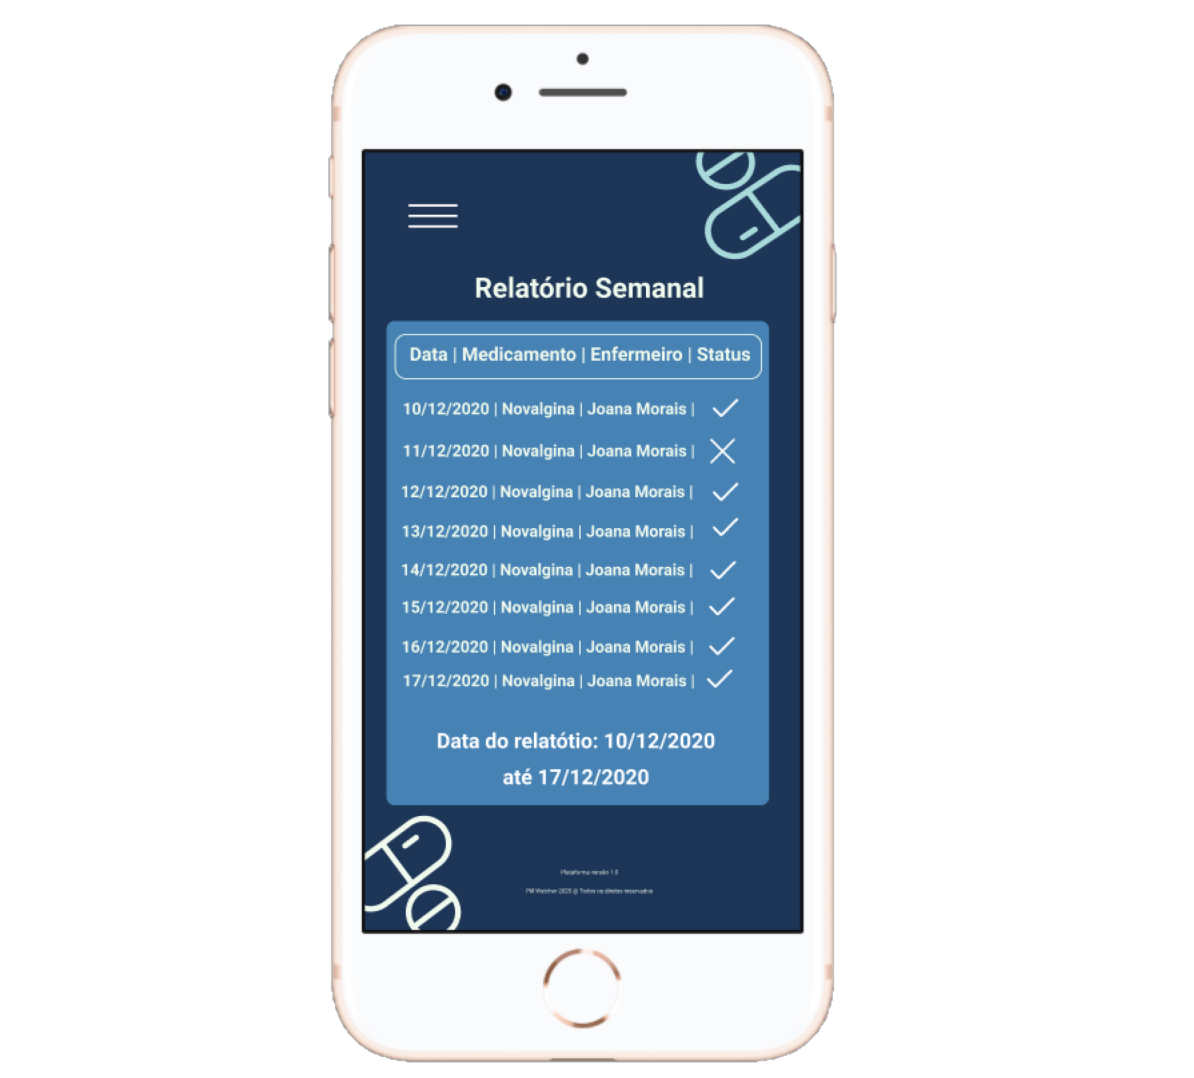 Relatório Semanal
Data | Medicamento | Enfermeiro | Status
10/12/2020 | Novalgina | Joana Morais |
11/12/2020 | Novalgina | Joana Morais |
12/12/2020 | Novalgina | Joana Morais |
13/12/2020 | Novalgina | Joana Morais |
14/12/2020 | Novalgina | Joana Morais |
15/12/2020 | Novalgina | Joana Morais |
16/12/2020 | Novalgina | Joana Morais |
17/12/2020 | Novalgina | Joana Morais |
Data do relatótio: 10/12/2020
até 17/12/2020
Plataforma versão 1.0
Pill Watcher 2020 @ Todos os direitos reservados